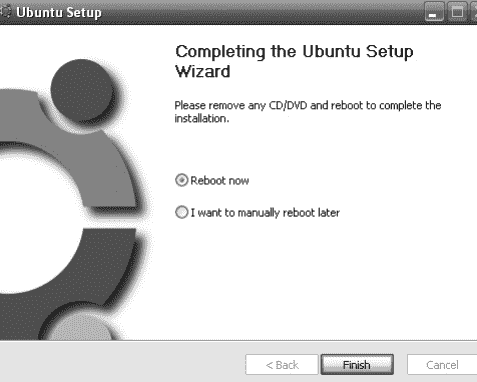 Ubuntu Setup
Completing the Ubuntu Setup
Wizard
Please remove any CD/DVD and reboot to complete the
installation.
Reboot now
I want to manually reboot later
< Back
Finish
Cancel